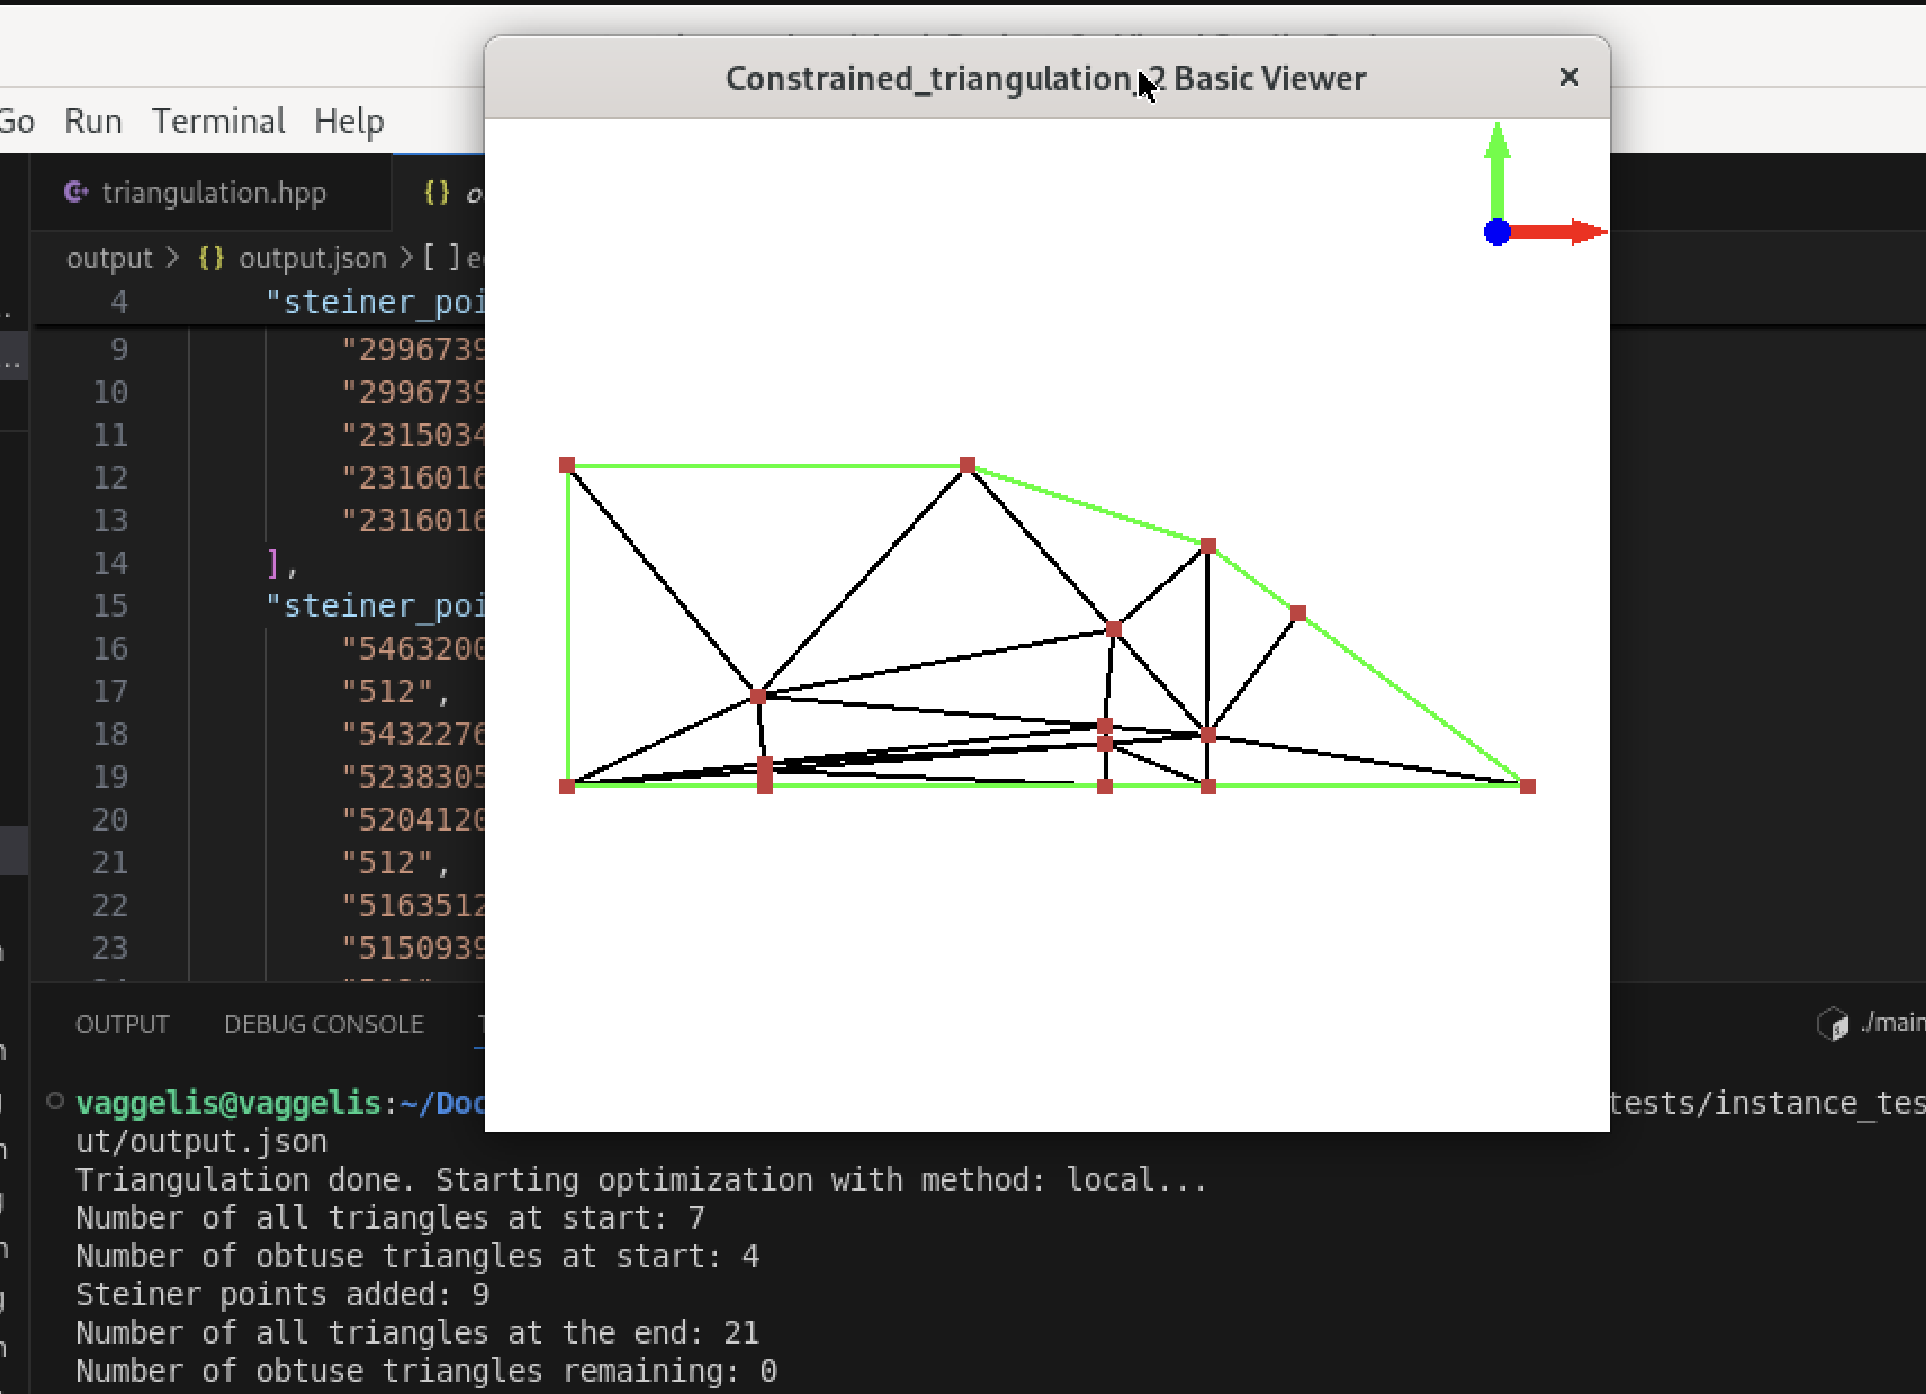 Constrained_triangulation_2 Basic Viewer
Go Run Terminal Help
triangulation.hpp
output > {} output.json > [ ]
4 "steiner_poi
9 "2996739
10 "2996739
11 "2315034
12 "2316016
13 "2316016
14 ],
15 "steiner_poi
16 "5463200
17 "512",
18 "5432276
19 "5238305
20 "5204120
21 "512",
22 "5163512
23 "5150939
OUTPUT DEBUG CONSOLE
./main
vaggelis@vaggelis:~/Doc tests/instance_tes
ut/output.json
Triangulation done. Starting optimization with method: local...
Number of all triangles at start: 7
Number of obtuse triangles at start: 4
Steiner points added: 9
Number of all triangles at the end: 21
Number of obtuse triangles remaining: 0